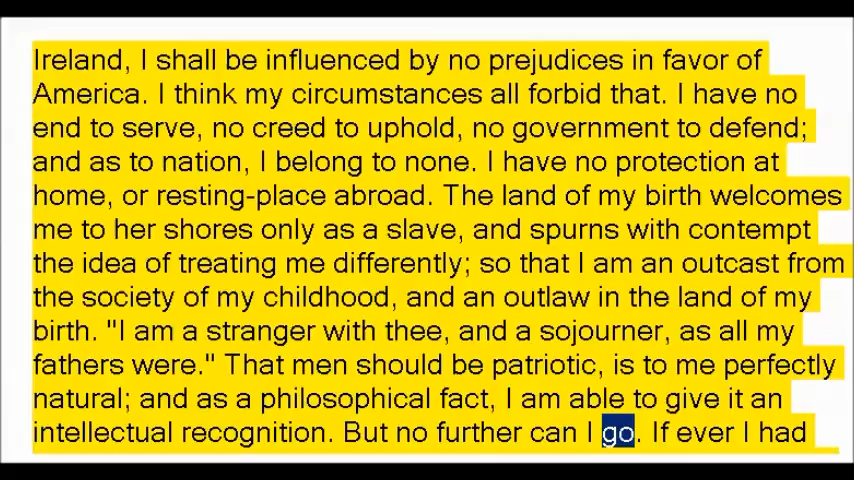 Ireland, I shall be influenced by no prejudices in favor of
America. I think my circumstances all forbid that. I have no
end to serve, no creed to uphold, no government to defend;
and as to nation, I belong to none. I have no protection at
home, or resting-place abroad. The land of my birth welcomes
me to her shores only as a slave, and spurns with contempt
the idea of treating me differently; so that I am an outcast from
the society of my childhood, and an outlaw in the land of my
birth. "I am a stranger with thee, and a sojourner, as all my
fathers were." That men should be patriotic, is to me perfectly
natural; and as a philosophical fact, I am able to give it an
intellectual recognition. But no further can I go. If ever I had